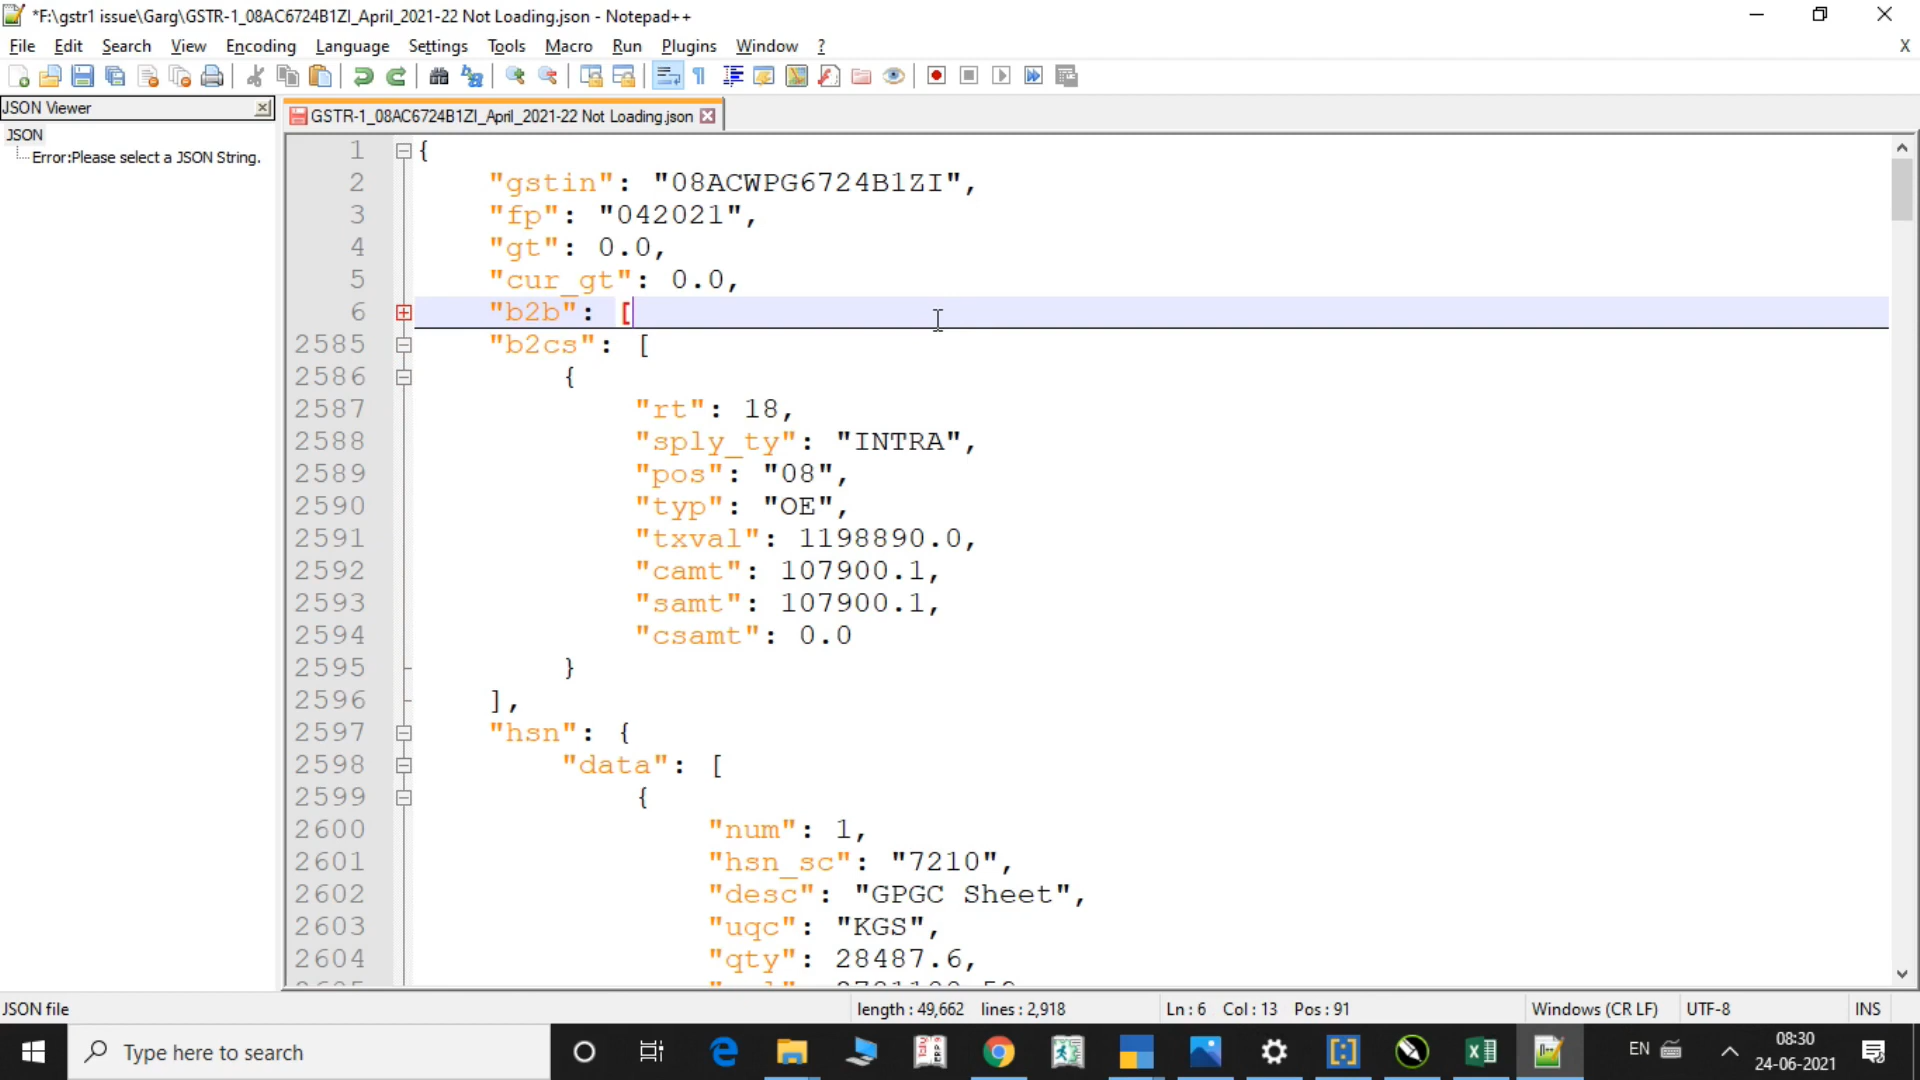 *F:\gstr1 issue\Garg\GSTR-1_08AC6724B1ZI_April_2021-22 Not Loading.json - Notepad++
File Edit Search View Encoding Language Settings Tools Macro Run Plugins Window ? X
JSON Viewer
GSTR-1_08AC6724B1ZI_April_2021-22 Not Loading.json
JSON
Error:Please select a JSON String.
1 {
2 "gstin": "08ACWPG6724B1ZI",
3 "fp": "042021",
4 "gt": 0.0,
5 "cur_gt": 0.0,
6 "b2b": [
2585 "b2cs": [
2586 {
2587 "rt": 18,
2588 "sply_ty": "INTRA",
2589 "pos": "08",
2590 "typ": "OE",
2591 "txval": 1198890.0,
2592 "camt": 107900.1,
2593 "samt": 107900.1,
2594 "csamt": 0.0
2595 }
2596 ],
2597 "hsn": {
2598 "data": [
2599 {
2600 "num": 1,
2601 "hsn_sc": "7210",
2602 "desc": "GPGC Sheet",
2603 "uqc": "KGS",
2604 "qty": 28487.6,
JSON file length : 49,662 lines : 2,918 Ln : 6 Col : 13 Pos : 91 Windows (CR LF) UTF-8 INS
Type here to search
EN
08:30
24-06-2021